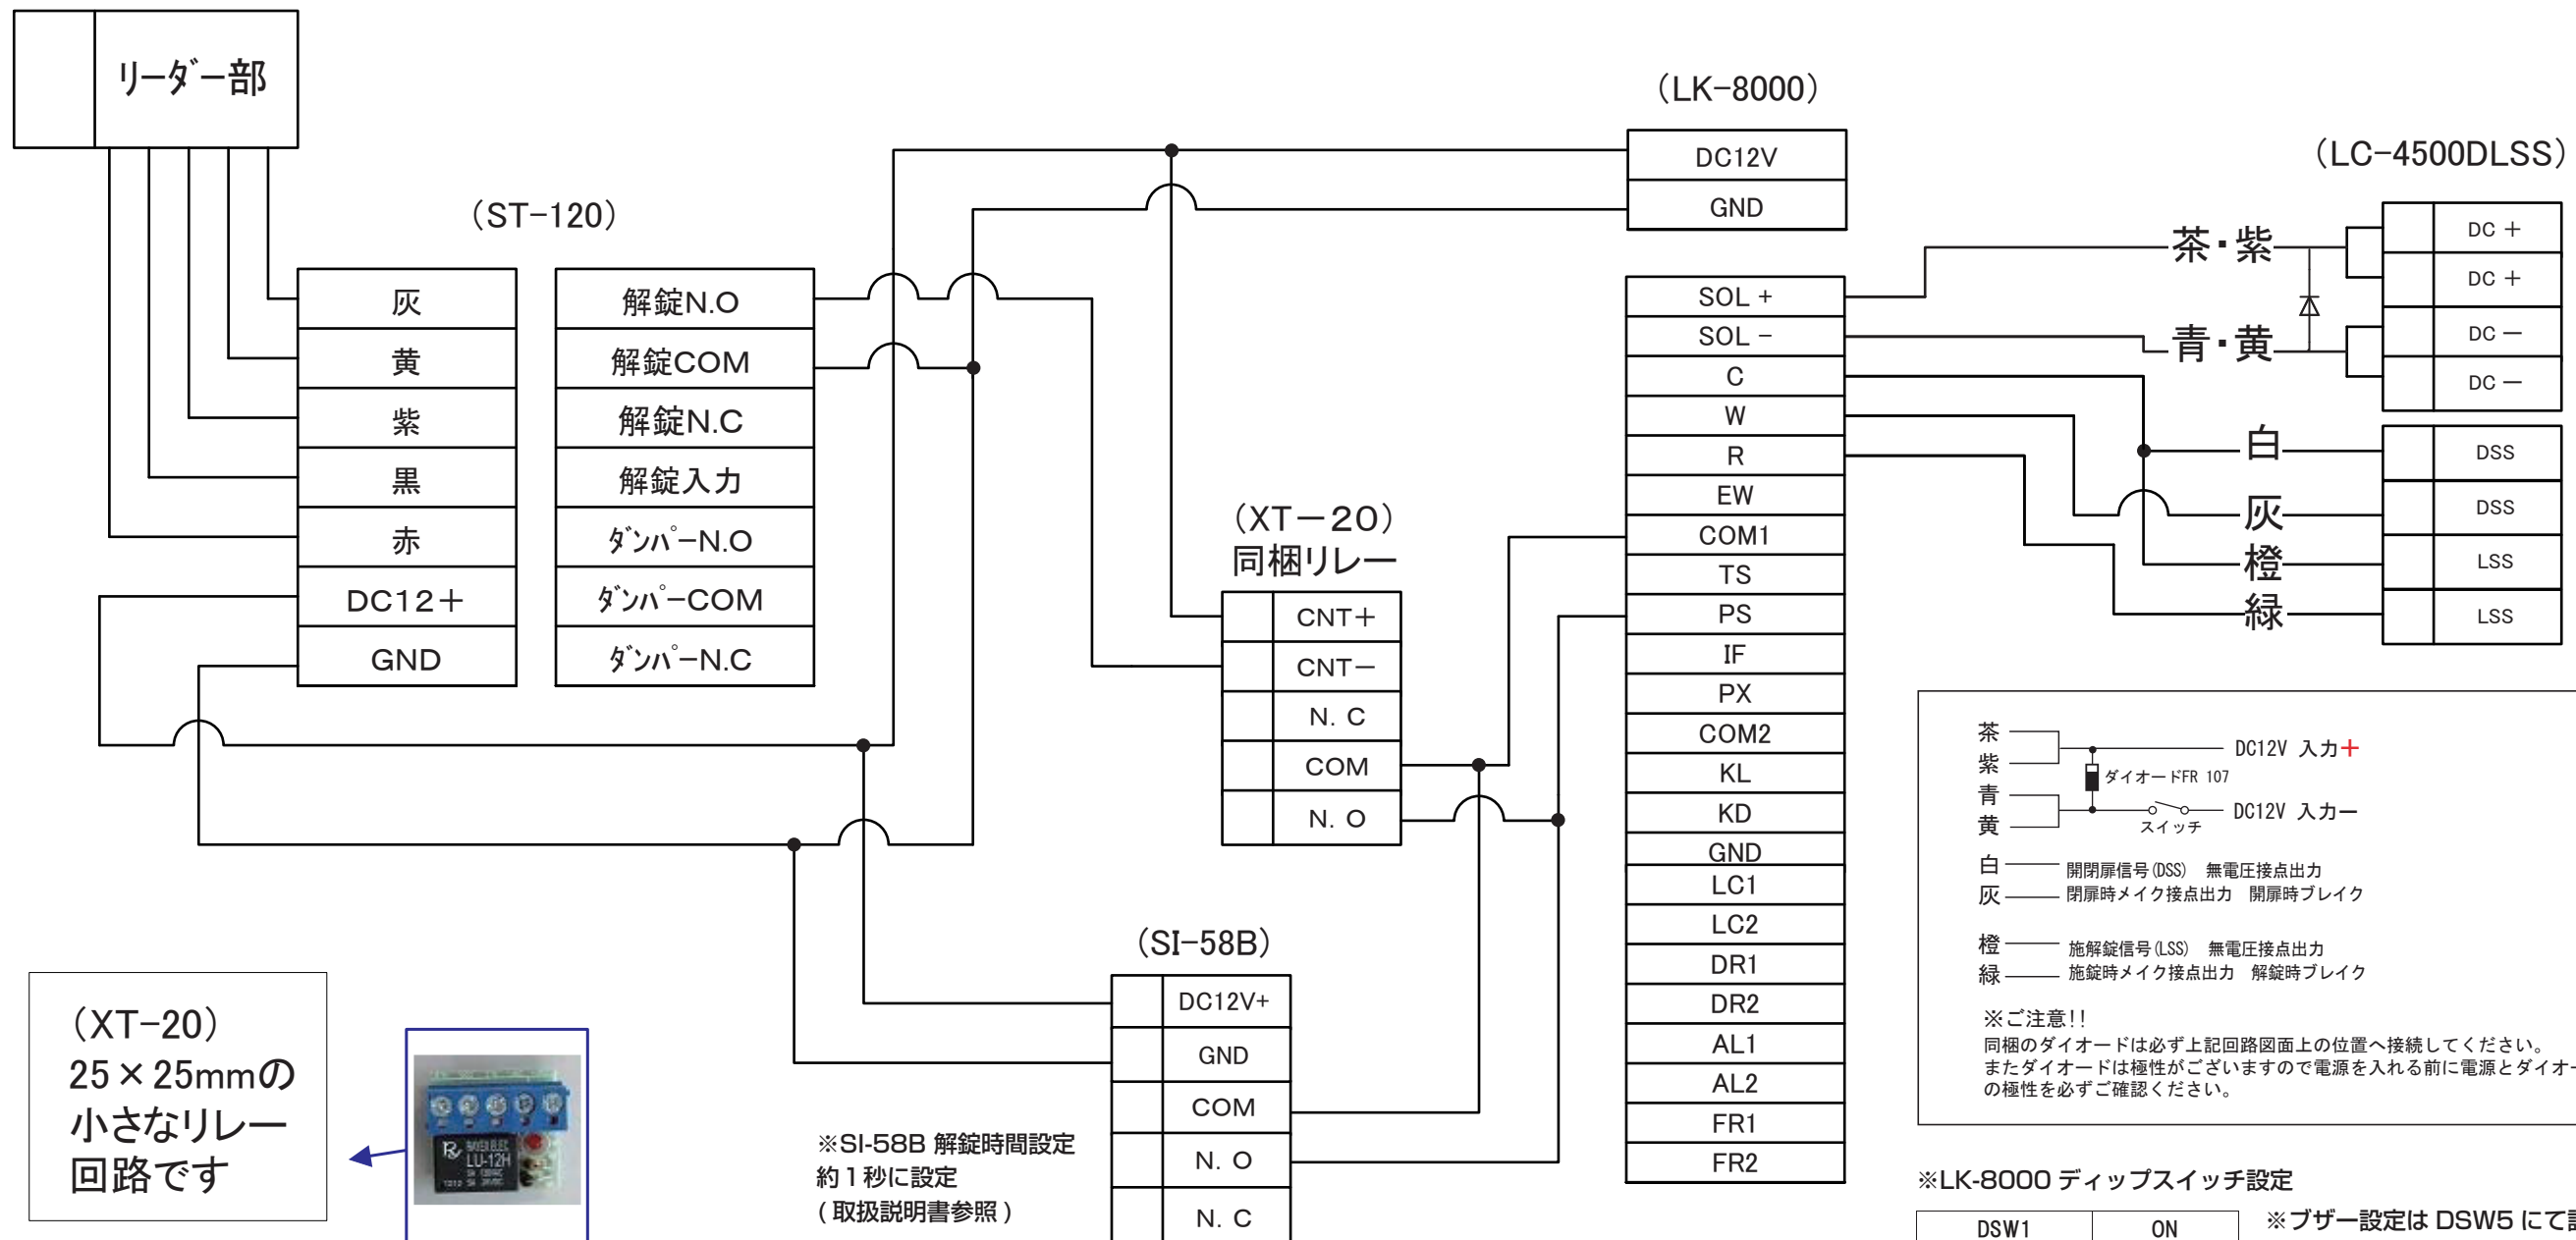 リーダー部
(ST-120)
灰
黄
紫
黒
赤
DC12+
GND
解錠N.O
解錠COM
解錠N.C
解錠入力
ダンパーN.O
ダンパーCOM
ダンパーN.C
(LK-8000)
DC12V
GND
SOL +
SOL −
C
W
R
EW
COM1
TS
PS
IF
PX
COM2
KL
KD
GND
LC1
LC2
DR1
DR2
AL1
AL2
FR1
FR2
(LC-4500DLSS)
茶・紫
青・黄
白
灰
橙
緑
DC +
DC +
DC −
DC −
DSS
DSS
LSS
LSS
(XT−20)
同梱リレー
CNT+
CNT−
N. C
COM
N. O
(SI-58B)
DC12V+
GND
COM
N. O
N. C
※SI-58B 解錠時間設定
約1秒に設定
(取扱説明書参照)
(XT-20)
25×25mmの
小さなリレー
回路です
LU-12H
茶
紫
青
黄
DC12V 入力+
ダイオードFR 107
スイッチ
DC12V 入力ー
白 開閉扉信号(DSS) 無電圧接点出力
灰 閉扉時メイク接点出力 開扉時ブレイク
橙 施解錠信号(LSS) 無電圧接点出力
緑 施錠時メイク接点出力 解錠時ブレイク
※ご注意!!
同梱のダイオードは必ず上記回路図面上の位置へ接続してください。
またダイオードは極性がございますので電源を入れる前に電源とダイオー
の極性を必ずご確認ください。
※LK-8000 ディップスイッチ設定
DSW1 ON
※ブザー設定は DSW5 にて